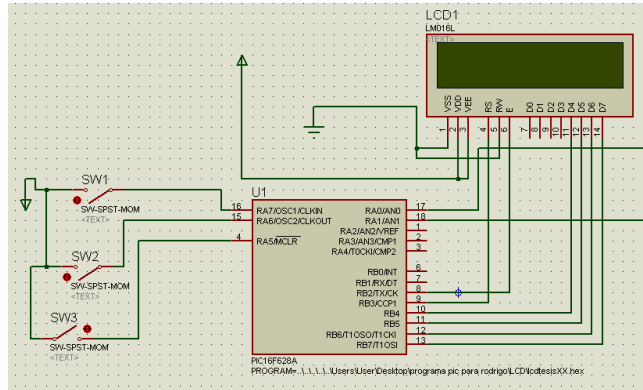 LCD1
LM016L
<TEXT>
VSS VDD VEE RS RW E D0 D1 D2 D3 D4 D5 D6 D7
1 2 3 4 5 6 7 8 9 10 11 12 13 14
SW1
SW-SPST-MOM
<TEXT>
SW2
SW-SPST-MOM
<TEXT>
SW3
SW-SPST-MOM
<TEXT>
U1
16 RA7/OSC1/CLKIN RA0/AN0 17
15 RA6/OSC2/CLKOUT RA1/AN1 18
RA2/AN2/VREF 1
4 RA5/MCLR RA3/AN3/CMP1 2
RA4/T0CKI/CMP2 3
RB0/INT 6
RB1/RX/DT 7
RB2/TX/CK 8
RB3/CCP1 9
RB4 10
RB5 11
RB6/T1OSO/T1CKI 12
RB7/T1OSI 13
PIC16F628A
PROGRAM=..\..\..\..\..\Users\User\Desktop\programa pic para rodrigo\LCD\lcdtesisXX.hex